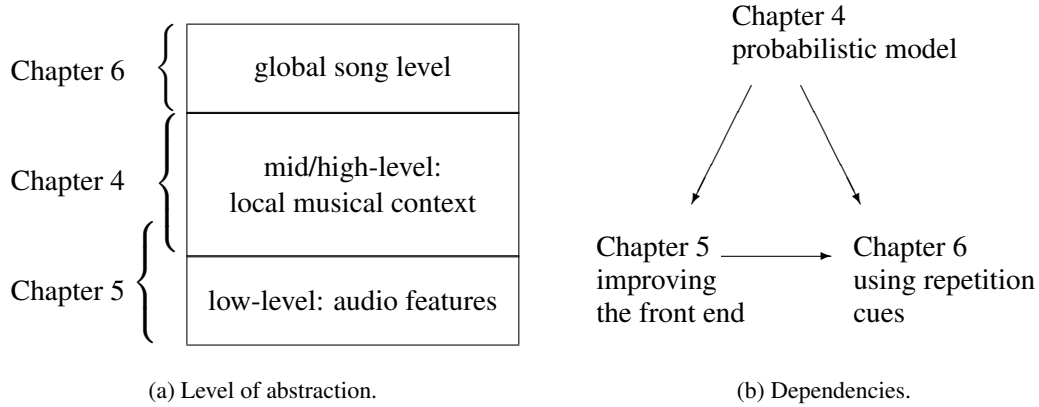 Chapter 6
global song level
Chapter 4
mid/high-level:
local musical context
Chapter 5
low-level: audio features
(a) Level of abstraction.
Chapter 4
probabilistic model
Chapter 5
improving
the front end
Chapter 6
using repetition
cues
(b) Dependencies.